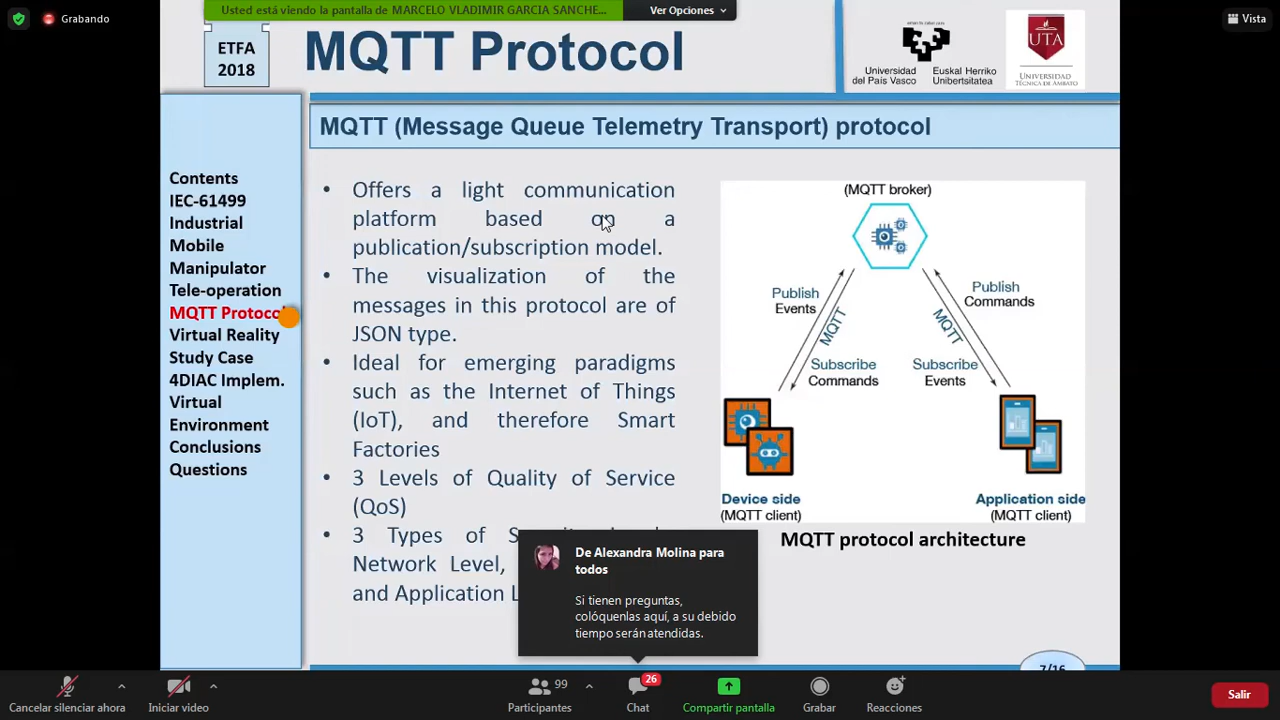 Usted está viendo la pantalla de MARCELO VLADIMIR GARCIA SANCHE...
Ver Opciones
Grabando
Vista
ETFA
2018
MQTT Protocol
Universidad
del País Vasco
Euskal Herriko
Unibertsitatea
UTA
UNIVERSIDAD
TÉCNICA DE AMBATO
MQTT (Message Queue Telemetry Transport) protocol
Contents
IEC-61499
Industrial
Mobile
Manipulator
Tele-operation
MQTT Protocol
Virtual Reality
Study Case
4DIAC Implem.
Virtual
Environment
Conclusions
Questions
• Offers a light communication
platform based on a
publication/subscription model.
• The visualization of the
messages in this protocol are of
JSON type.
• Ideal for emerging paradigms
such as the Internet of Things
(IoT), and therefore Smart
Factories
• 3 Levels of Quality of Service
(QoS)
• 3 Types of
Network Level,
and Application
(MQTT broker)
Publish
Events
MQTT
Subscribe
Commands
Publish
Commands
MQTT
Subscribe
Events
Device side
(MQTT client)
Application side
(MQTT client)
MQTT protocol architecture
De Alexandra Molina para
todos
Si tienen preguntas,
colóquenlas aquí, a su debido
tiempo serán atendidas.
7/16
Cancelar silenciar ahora
Iniciar video
99
Participantes
26
Chat
Compartir pantalla
Grabar
Reacciones
Salir